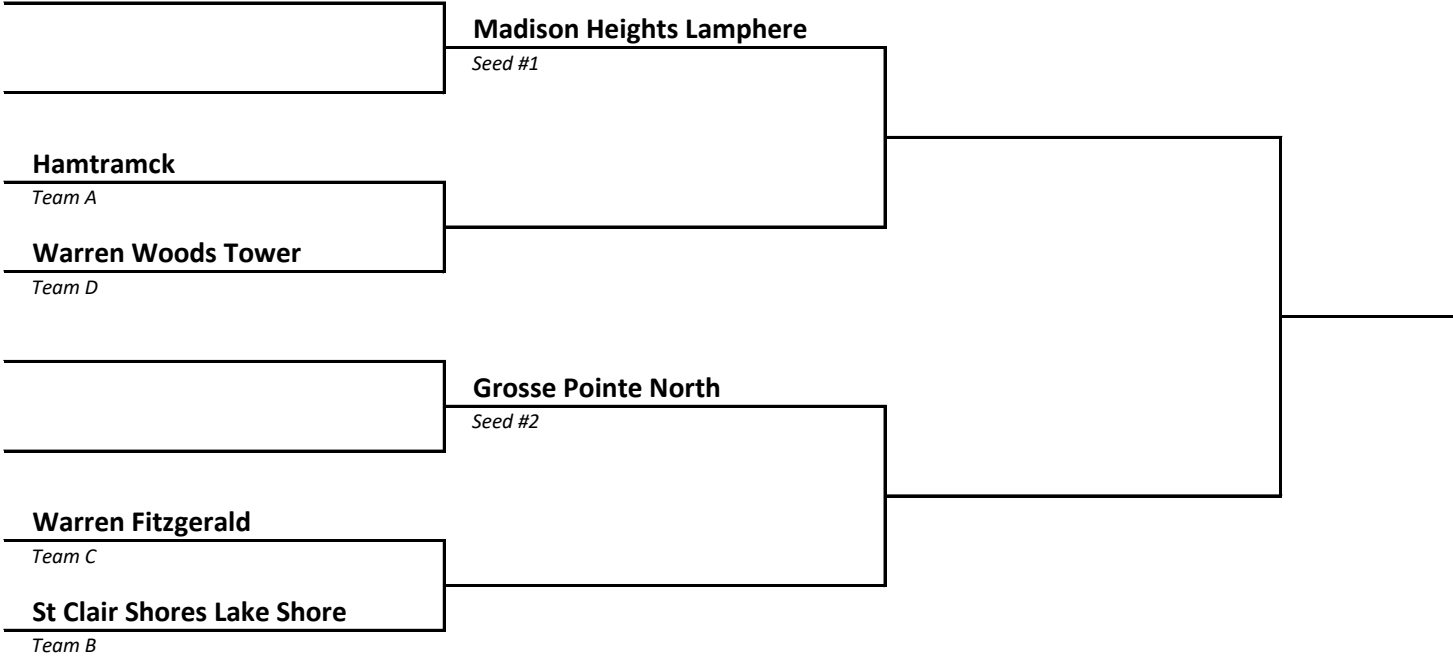 Madison Heights Lamphere
Seed #1
Hamtramck
Team A
Warren Woods Tower
Team D
Grosse Pointe North
Seed #2
Warren Fitzgerald
Team C
St Clair Shores Lake Shore
Team B